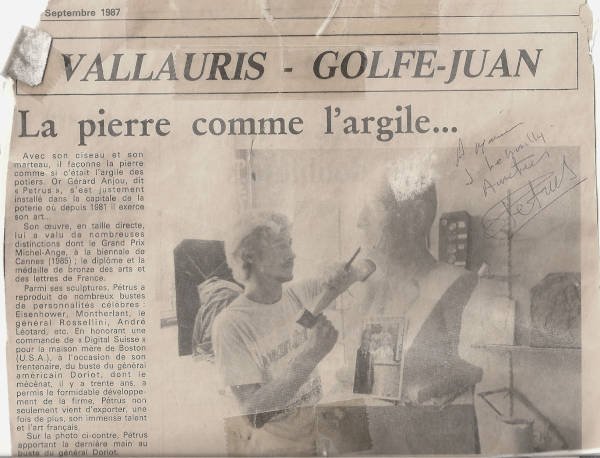 Septembre 1987
VALLAURIS - GOLFE-JUAN
La pierre comme l'argile...
Avec son ciseau et son
marteau, il façonne la pierre
comme si c'était l'argile des
potiers. Or Gérard Anjou, dit
« Petrus », s'est justement
installé dans la capitale de la
poterie où depuis 1981 il exerce
son art...
Son œuvre, en taille directe,
lui a valu de nombreuses
distinctions dont le Grand Prix
Michel-Ange, à la biennale de
Cannes (1985) ; le diplôme et la
médaille de bronze des arts et
des lettres de France.
Parmi ses sculptures, Pétrus a
reproduit de nombreux bustes
de personnalités célèbres :
Eisenhower, Montherlant, le
général Rossellini, André
Léotard, etc. En honorant une
commande de « Digital Suisse »
pour la maison mère de Boston
(U.S.A.), à l'occasion de son
trentenaire, du buste du général
américain Doriot, dont le
mécénat, il y a trente ans, a
permis le formidable développe-
ment de la firme, Pétrus non
seulement vient d'exporter, une
fois de plus, son immense talent
et l'art français.
Sur la photo ci-contre, Pétrus
apportant la dernière main au
buste du général Doriot.
Petrus